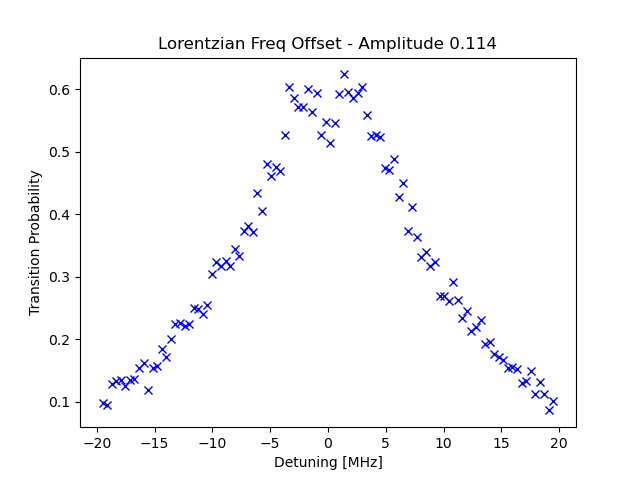 Lorentzian Freq Offset - Amplitude 0.114
Transition Probability
0.6
0.5
0.4
0.3
0.2
0.1
−20 −15 −10 −5 0 5 10 15 20
Detuning [MHz]